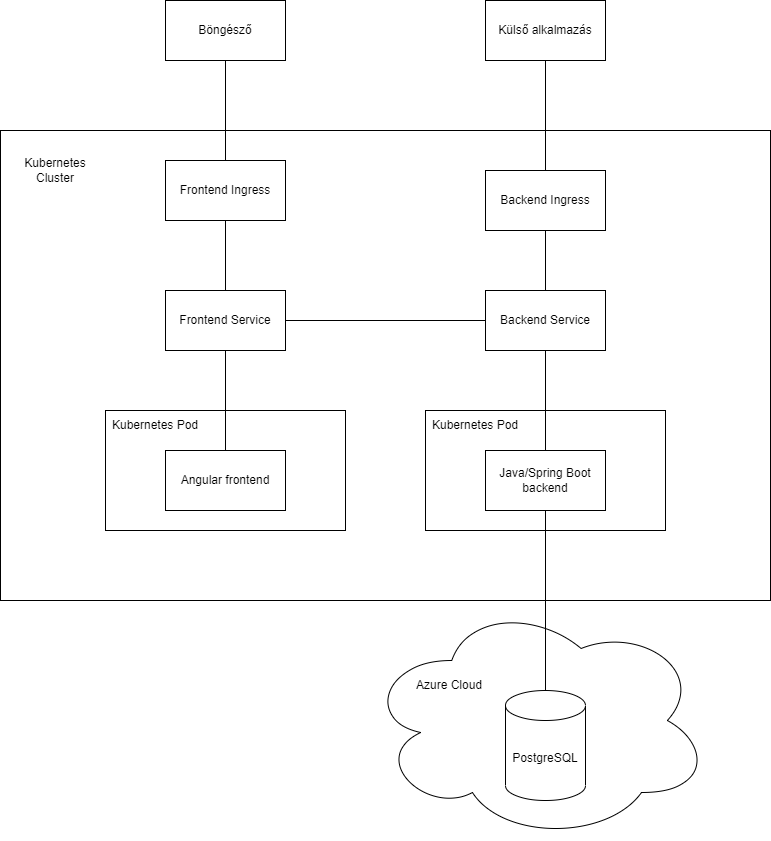 Böngésző
Külső alkalmazás
Kubernetes
Cluster
Frontend Ingress
Backend Ingress
Frontend Service
Backend Service
Kubernetes Pod
Kubernetes Pod
Angular frontend
Java/Spring Boot
backend
Azure Cloud
PostgreSQL